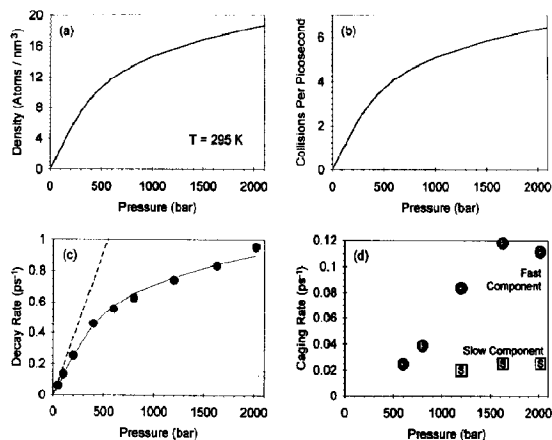 (a)
Density (Atoms / nm³)
20
16
12
8
4
0
T = 295 K
0 500 1000 1500 2000
Pressure (bar)
(b)
Collisions Per Picosecond
6
4
2
0
0 500 1000 1500 2000
Pressure (bar)
(c)
Decay Rate (ps⁻¹)
1
0.8
0.6
0.4
0.2
0
0 500 1000 1500 2000
Pressure (bar)
(d)
Caging Rate (ps⁻¹)
0.12
0.1
0.08
0.06
0.04
0.02
0
Fast
Component
Slow Component
S S S
0 500 1000 1500 2000
Pressure (bar)